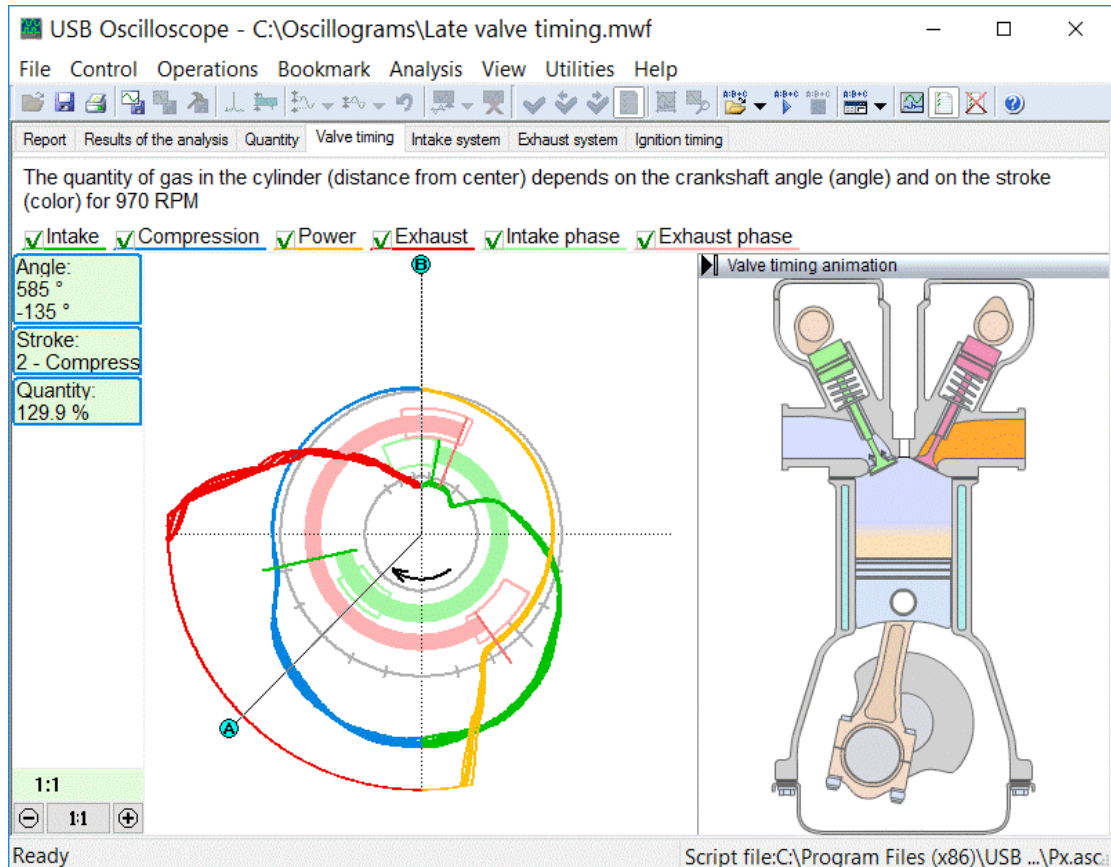 USB Oscilloscope - C:\Oscillograms\Late valve timing.mwf
File Control Operations Bookmark Analysis View Utilities Help
A:B+C A:B+C A:B+C A:B+C
Report Results of the analysis Quantity Valve timing Intake system Exhaust system Ignition timing
The quantity of gas in the cylinder (distance from center) depends on the crankshaft angle (angle) and on the stroke
(color) for 970 RPM
Intake Compression Power Exhaust Intake phase Exhaust phase
Angle:
585 °
-135 °
Stroke:
2 - Compress
Quantity:
129.9 %
B
A
Valve timing animation
1:1
1:1
Ready
Script file:C:\Program Files (x86)\USB ...\Px.asc